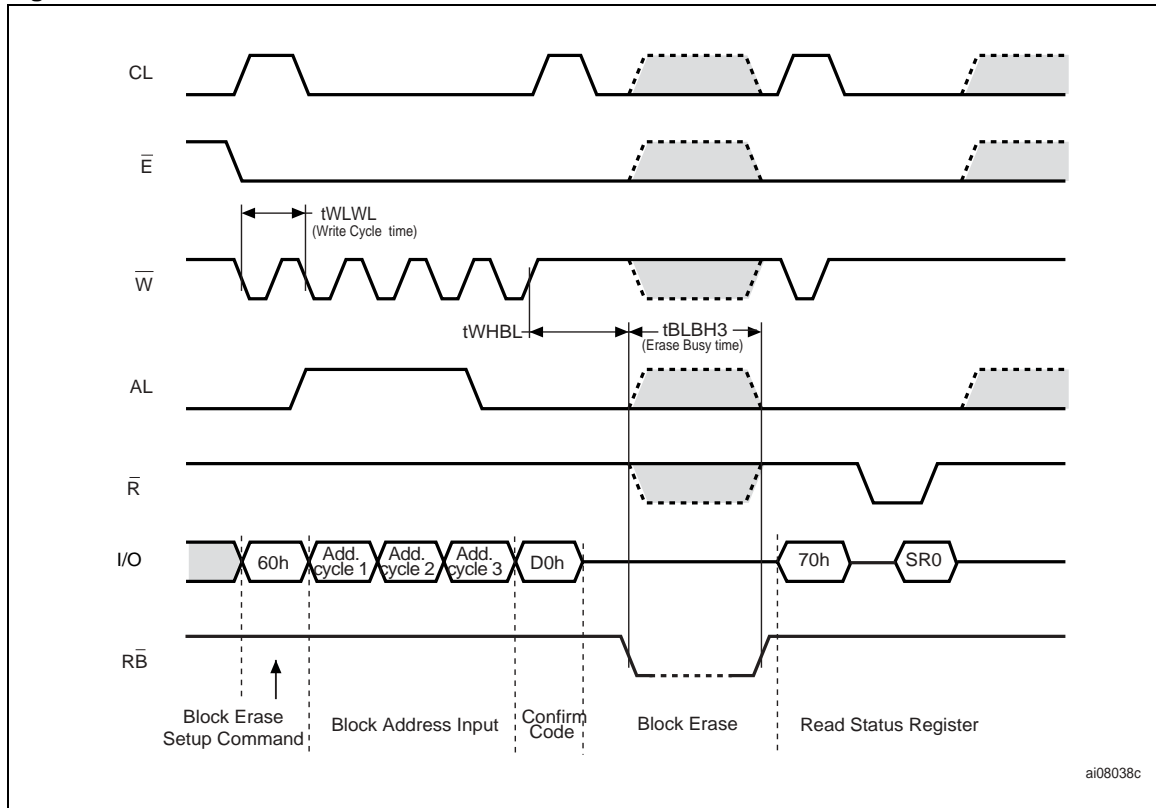 CL
E
tWLWL
(Write Cycle time)
W
tWHBL
tBLBH3
(Erase Busy time)
AL
R
I/O
60h
Add.
cycle 1
Add.
cycle 2
Add.
cycle 3
D0h
70h
SR0
RB
Block Erase
Setup Command
Block Address Input
Confirm
Code
Block Erase
Read Status Register
ai08038c